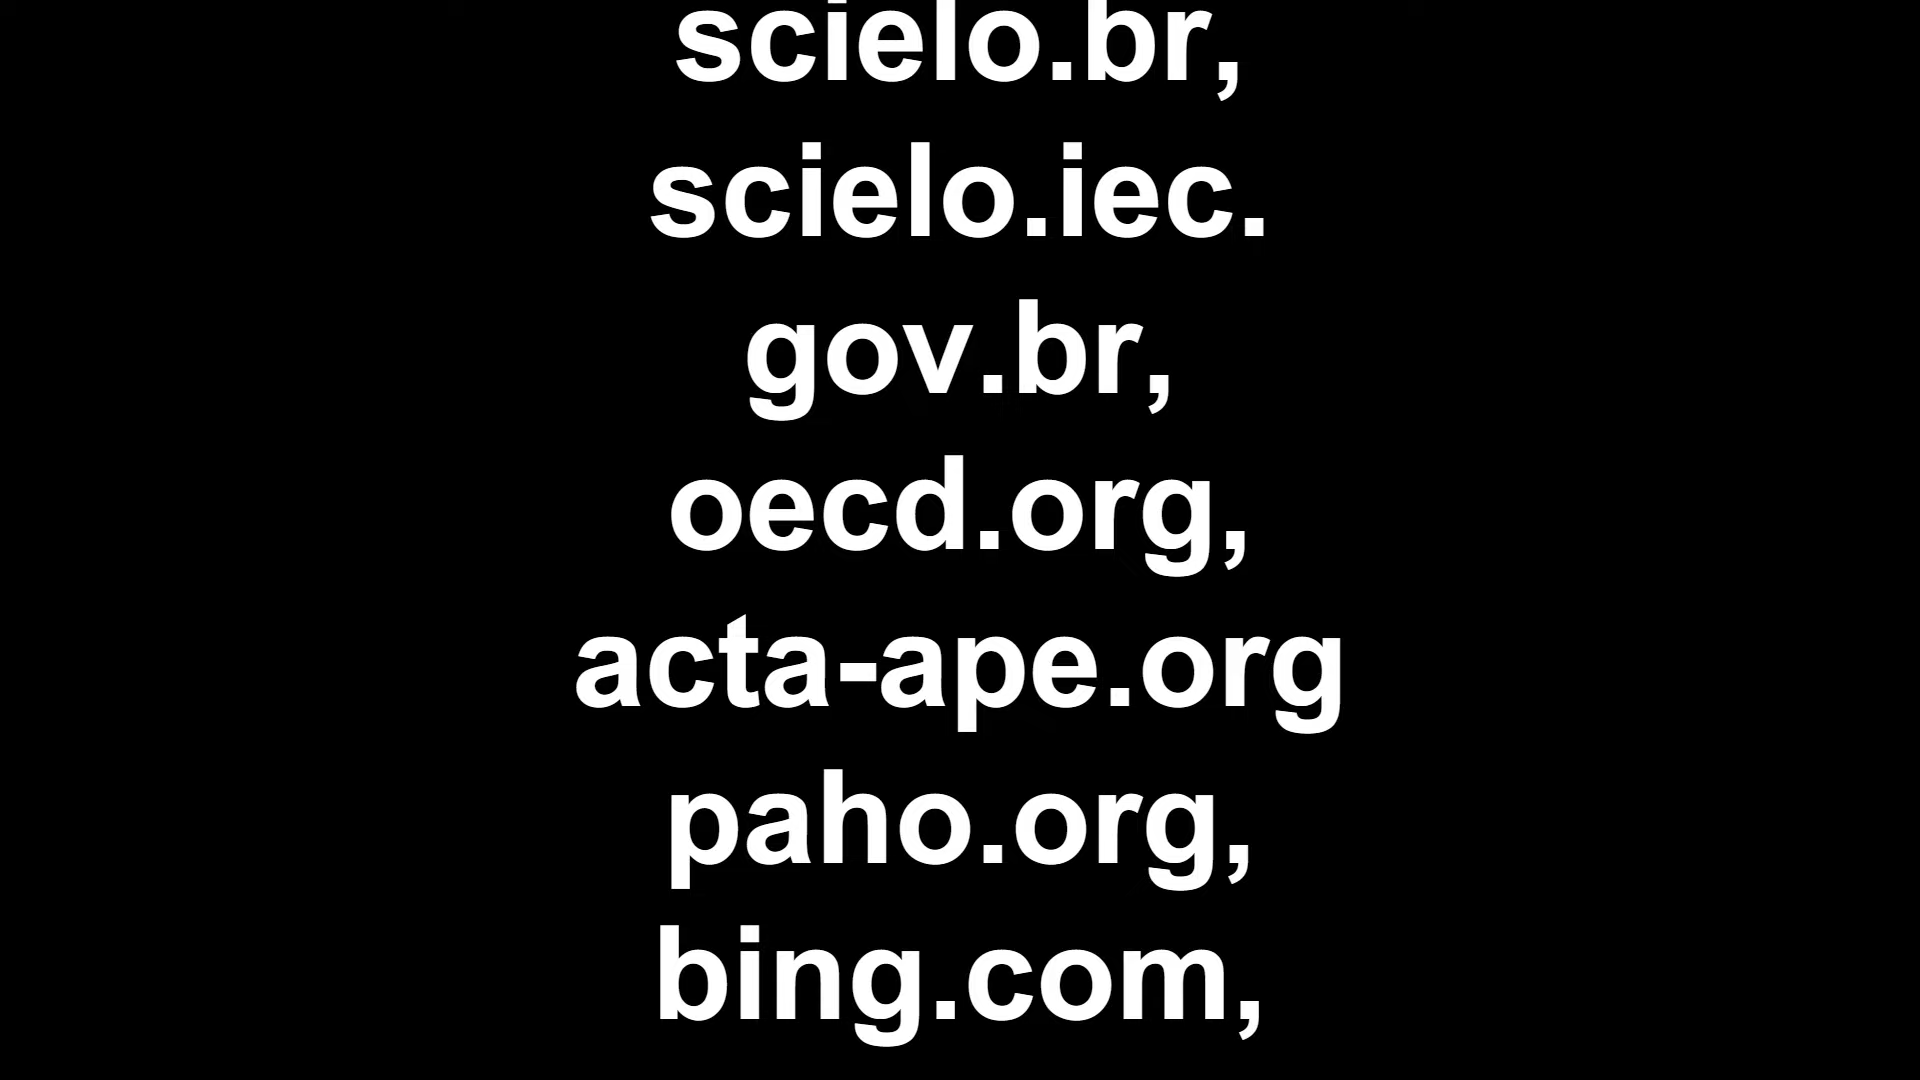 scielo.br,
scielo.iec.
gov.br,
oecd.org,
acta-ape.org
paho.org,
bing.com,